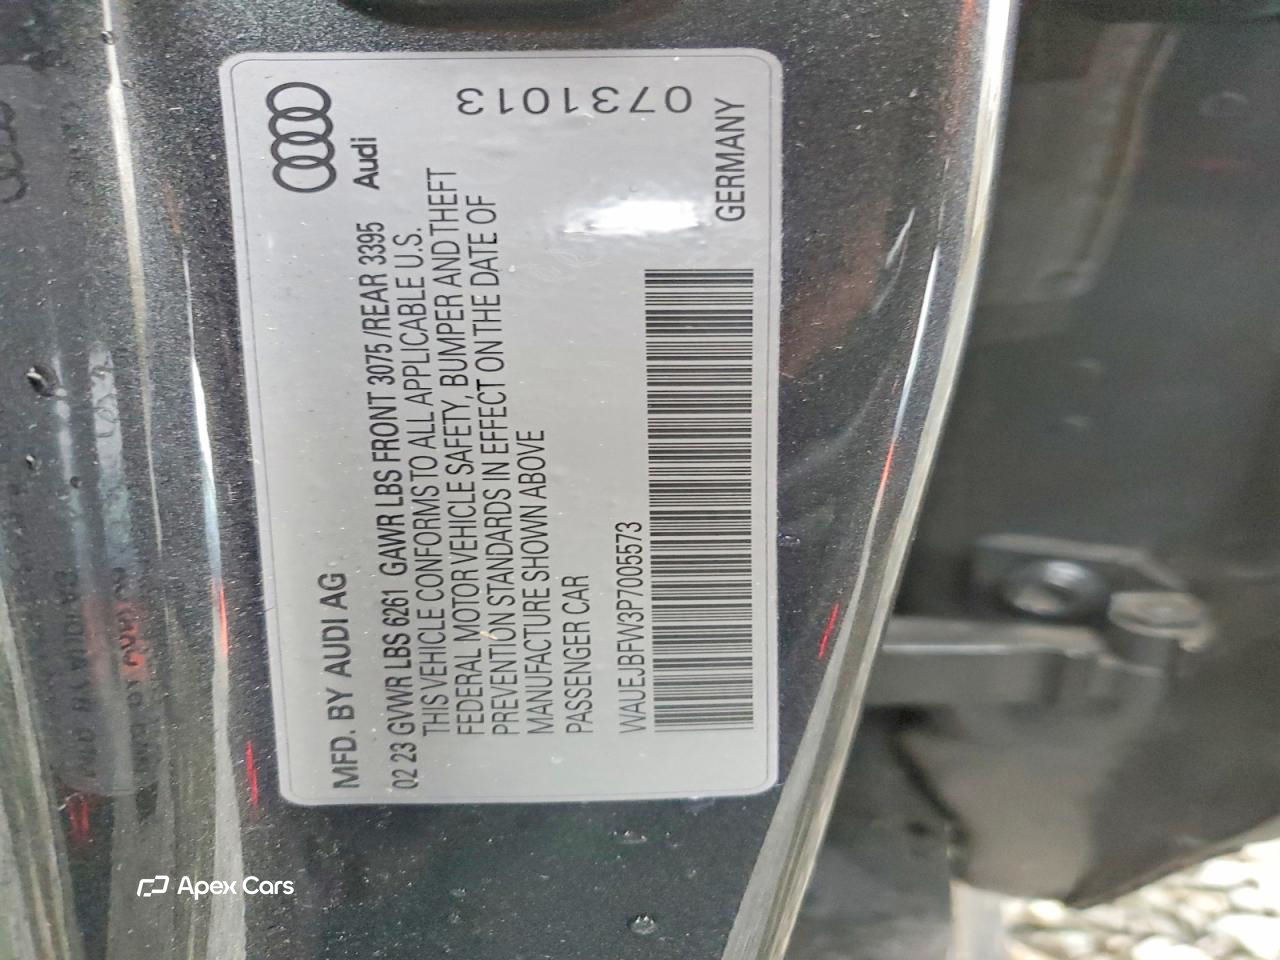 Audi
MFD. BY AUDI AG
02 23 GVWR LBS 6261 GAWR LBS FRONT 3075 /REAR 3395
THIS VEHICLE CONFORMS TO ALL APPLICABLE U.S.
FEDERAL MOTOR VEHICLE SAFETY, BUMPER AND THEFT
PREVENTION STANDARDS IN EFFECT ON THE DATE OF
MANUFACTURE SHOWN ABOVE
PASSENGER CAR
WAUEJBFW3P7005573
GERMANY
0731013
Apex Cars